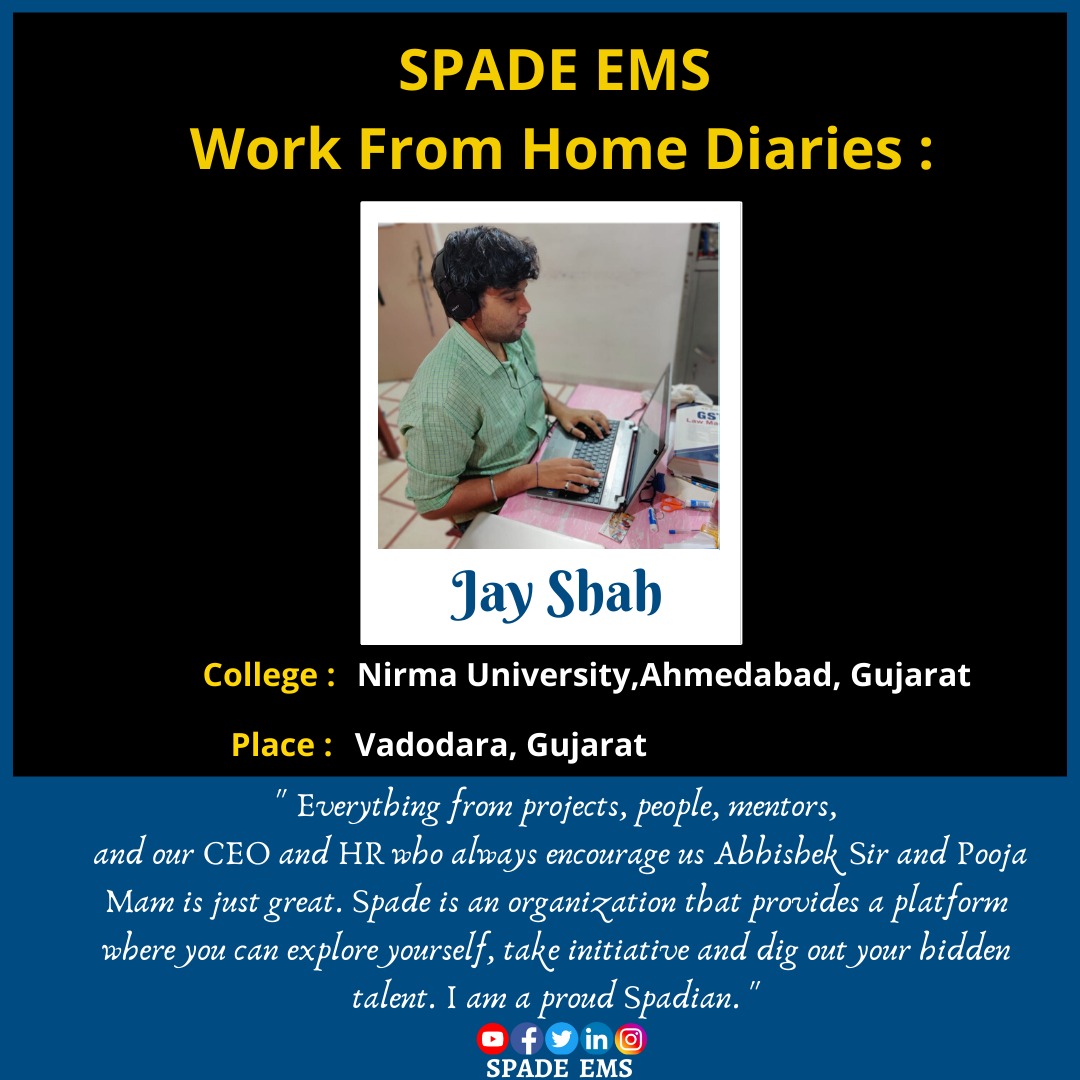 SPADE EMS
Work From Home Diaries :
GS
Law Ma
Jay Shah
College : Nirma University,Ahmedabad, Gujarat
Place : Vadodara, Gujarat
" Everything from projects, people, mentors,
and our CEO and HR who always encourage us Abhishek Sir and Pooja
Mam is just great. Spade is an organization that provides a platform
where you can explore yourself, take initiative and dig out your hidden
talent. I am a proud Spadian. "
SPADE EMS